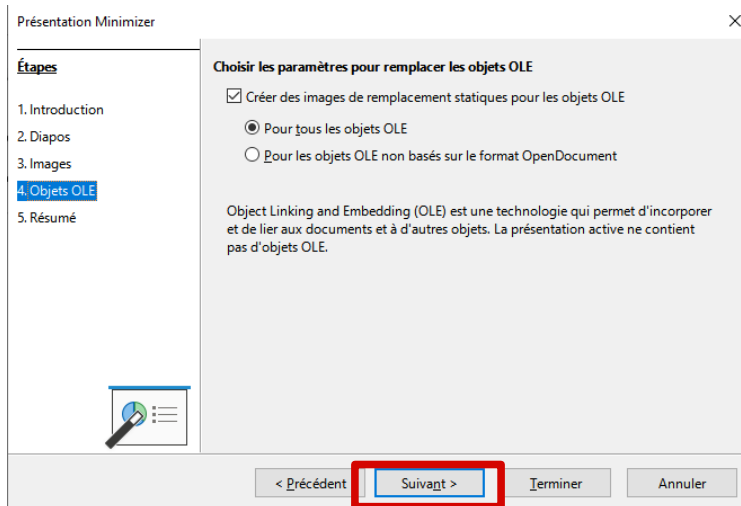 Présentation Minimizer
Étapes
1. Introduction
2. Diapos
3. Images
4. Objets OLE
5. Résumé
Choisir les paramètres pour remplacer les objets OLE
Créer des images de remplacement statiques pour les objets OLE
Pour tous les objets OLE
Pour les objets OLE non basés sur le format OpenDocument
Object Linking and Embedding (OLE) est une technologie qui permet d'incorporer
et de lier aux documents et à d'autres objets. La présentation active ne contient
pas d'objets OLE.
< Précédent
Suivant >
Terminer
Annuler